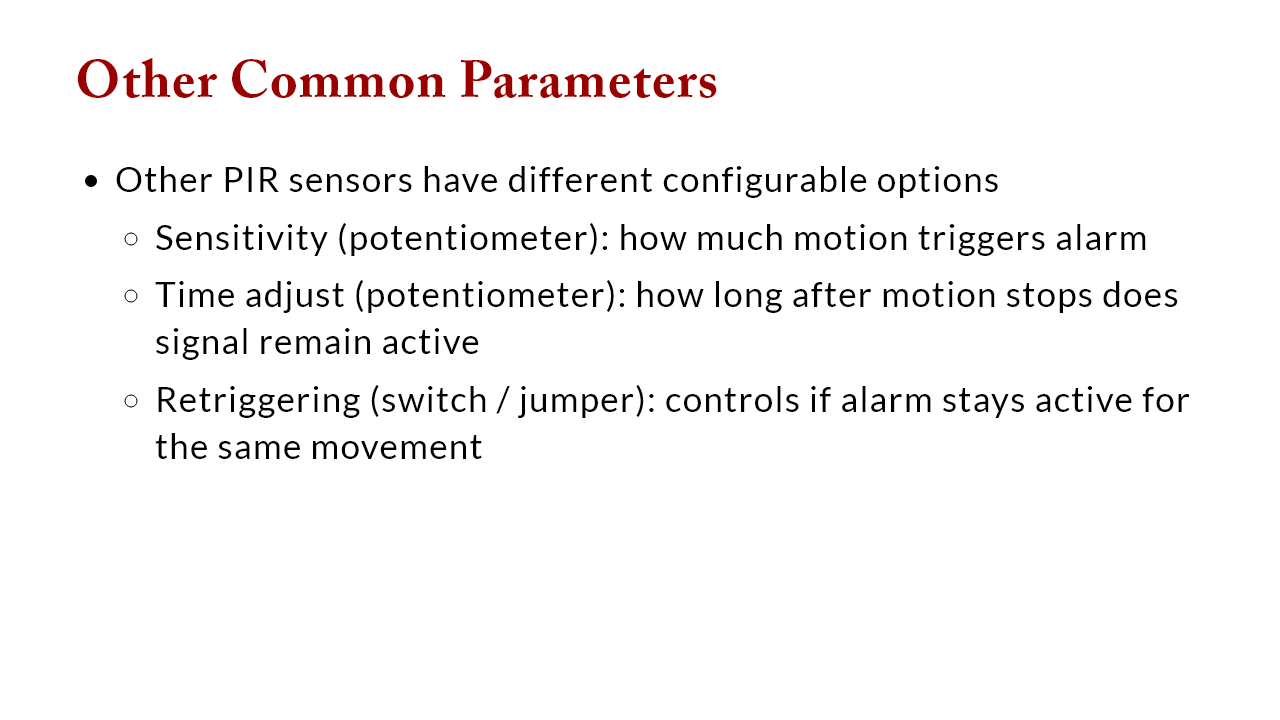 Other Common Parameters
• Other PIR sensors have different configurable options
○ Sensitivity (potentiometer): how much motion triggers alarm
○ Time adjust (potentiometer): how long after motion stops does
signal remain active
○ Retriggering (switch / jumper): controls if alarm stays active for
the same movement